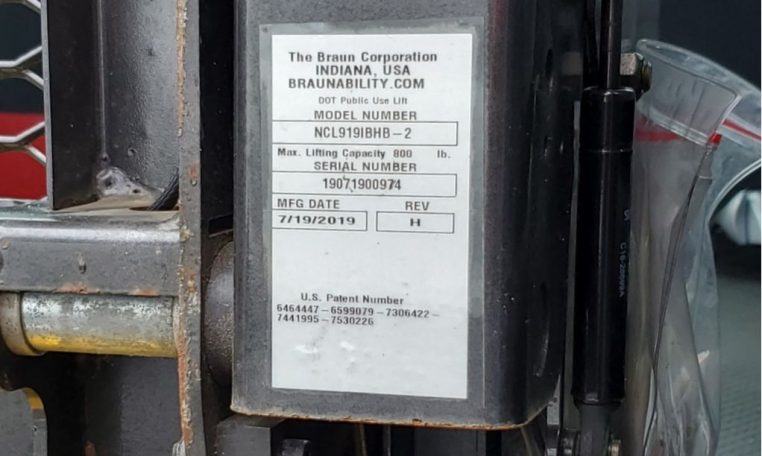 The Braun Corporation
INDIANA, USA
BRAUNABILITY.COM
DOT Public Use Lift
MODEL NUMBER
NCL919IBHB-2
Max. Lifting Capacity 800 lb.
SERIAL NUMBER
19071900974
MFG DATE REV
7/19/2019 H
U.S. Patent Number
6464447-6599079-7306422-
7441995-7530226